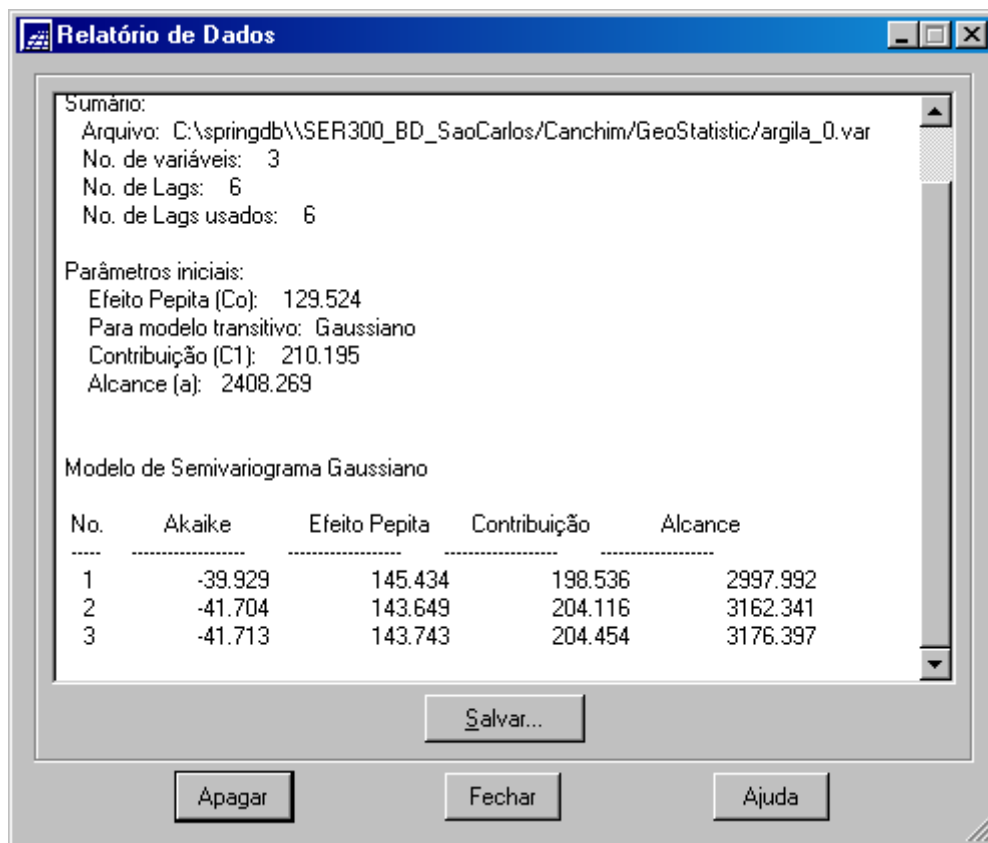 Relatório de Dados
Sumário:
Arquivo: C:\springdb\\SER300_BD_SaoCarlos/Canchim/GeoStatistic/argila_0.var
No. de variáveis: 3
No. de Lags: 6
No. de Lags usados: 6
Parâmetros iniciais:
Efeito Pepita (Co): 129.524
Para modelo transitivo: Gaussiano
Contribuição (C1): 210.195
Alcance (a): 2408.269
Modelo de Semivariograma Gaussiano
No. Akaike Efeito Pepita Contribuição Alcance
----- ------------------- ------------------- ------------------- -------------------
1 -39.929 145.434 198.536 2997.992
2 -41.704 143.649 204.116 3162.341
3 -41.713 143.743 204.454 3176.397
Salvar...
Apagar Fechar Ajuda